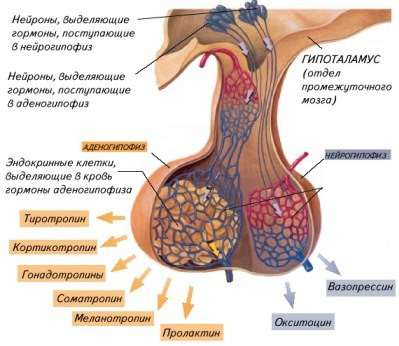 Нейроны, выделяющие
гормоны, поступающие
в нейрогипофиз
Нейроны, выделяющие
гормоны, поступающие
в аденогипофиз
ГИПОТАЛАМУС
(отдел
промежуточного
мозга)
АДЕНОГИПОФИЗ
НЕЙРОГИПОФИЗ
Эндокринные клетки,
выделяющие в кровь
гормоны аденогипофиза
Тиротропин
Кортикотропин
Гонадотропины
Соматропин
Меланотропин
Пролактин
Окситоцин
Вазопрессин